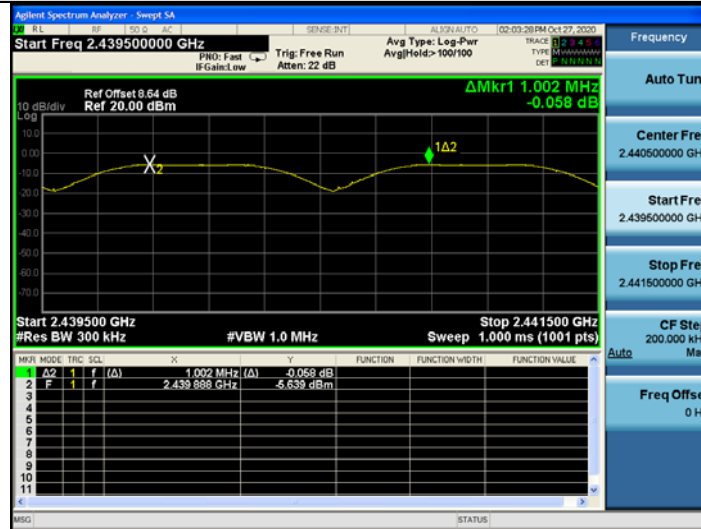 Agilent Spectrum Analyzer - Swept SA
RL RF 50 Ω AC SENSE:INT ALIGNAUTO 02:03:28 PM Oct 27, 2020
Start Freq 2.439500000 GHz
PNO: Fast
IFGain:Low
Trig: Free Run
Atten: 22 dB
Avg Type: Log-Pwr
Avg|Hold:>100/100
TRACE 1 2 3 4 5 6
TYPE M
DET P N N N N N
Ref Offset 8.64 dB
10 dB/div Ref 20.00 dBm
Log
ΔMkr1 1.002 MHz
-0.058 dB
10.0
0.00
-10.0
-20.0
-30.0
-40.0
-50.0
-60.0
-70.0
X2
1Δ2
Start 2.439500 GHz Stop 2.441500 GHz
#Res BW 300 kHz #VBW 1.0 MHz Sweep 1.000 ms (1001 pts)
MKR MODE TRC SCL X Y FUNCTION FUNCTION WIDTH FUNCTION VALUE
1 Δ2 1 f (Δ) 1.002 MHz (Δ) -0.058 dB
2 F 1 f 2.439 888 GHz -5.639 dBm
3
4
5
6
7
8
9
10
11
MSG STATUS
Frequency
Auto Tun
Center Fre
2.440500000 GH
Start Fre
2.439500000 GH
Stop Fre
2.441500000 GH
CF Ste
200.000 kH
Auto Ma
Freq Offse
0 H